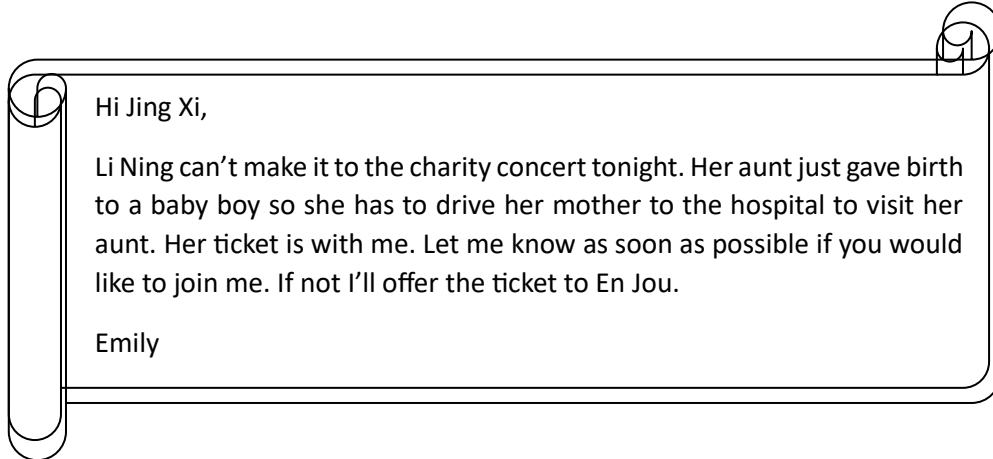 Hi Jing Xi,
Li Ning can’t make it to the charity concert tonight. Her aunt just gave birth
to a baby boy so she has to drive her mother to the hospital to visit her
aunt. Her ticket is with me. Let me know as soon as possible if you would
like to join me. If not I’ll offer the ticket to En Jou.
Emily